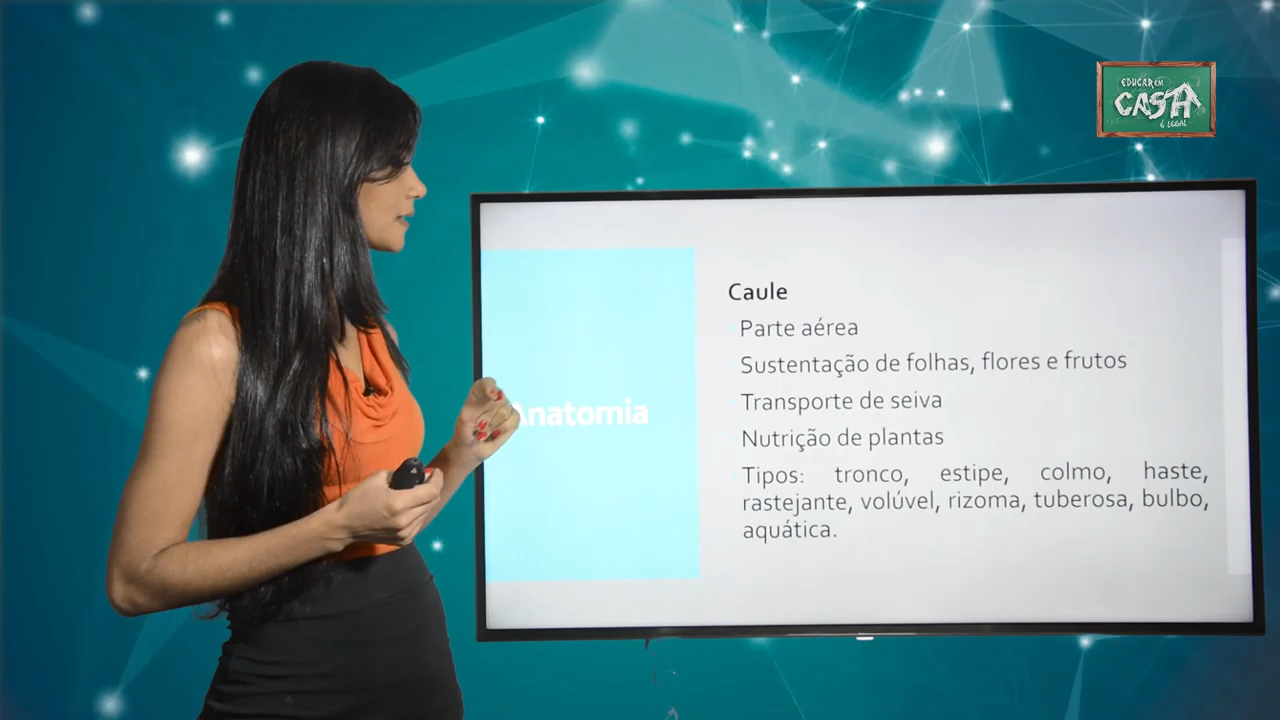 EDUCAR EM
CASA
É LEGAL
Anatomia
Caule
Parte aérea
Sustentação de folhas, flores e frutos
Transporte de seiva
Nutrição de plantas
Tipos: tronco, estipe, colmo, haste,
rastejante, volúvel, rizoma, tuberosa, bulbo,
aquática.